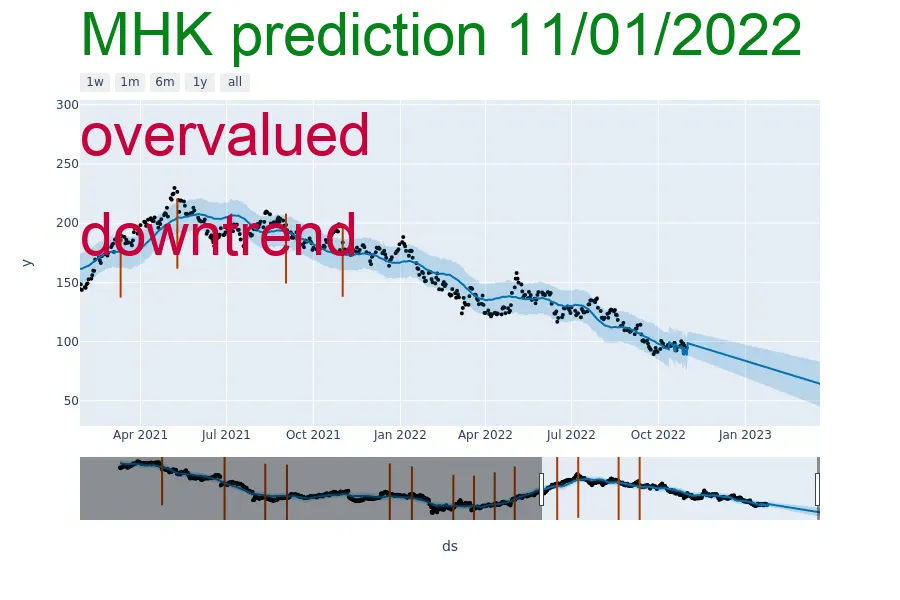 MHK prediction 11/01/2022
1w 1m 6m 1y all
300
overvalued
250
200
downtrend
y
150
100
50
Apr 2021 Jul 2021 Oct 2021 Jan 2022 Apr 2022 Jul 2022 Oct 2022 Jan 2023
ds